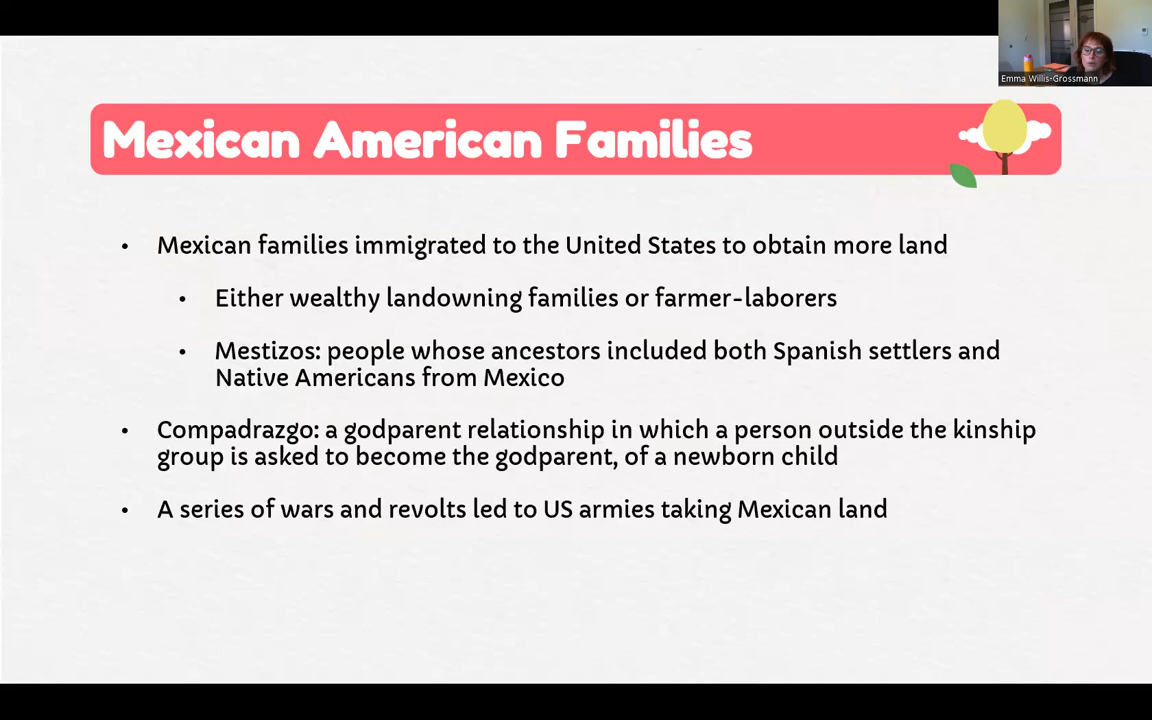 Emma Willis-Grossmann
Mexican American Families
• Mexican families immigrated to the United States to obtain more land
• Either wealthy landowning families or farmer-laborers
• Mestizos: people whose ancestors included both Spanish settlers and
Native Americans from Mexico
• Compadrazgo: a godparent relationship in which a person outside the kinship
group is asked to become the godparent, of a newborn child
• A series of wars and revolts led to US armies taking Mexican land